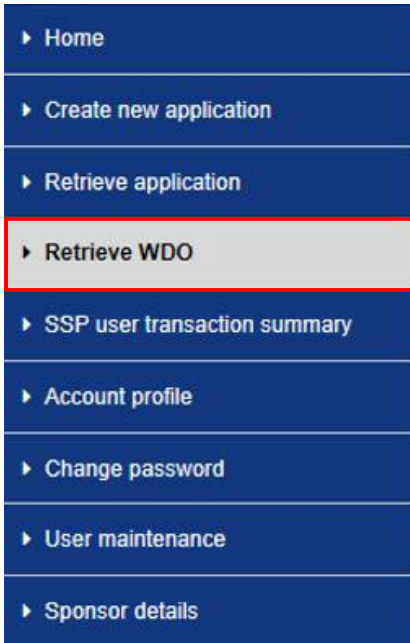 Home
Create new application
Retrieve application
Retrieve WDO
SSP user transaction summary
Account profile
Change password
User maintenance
Sponsor details